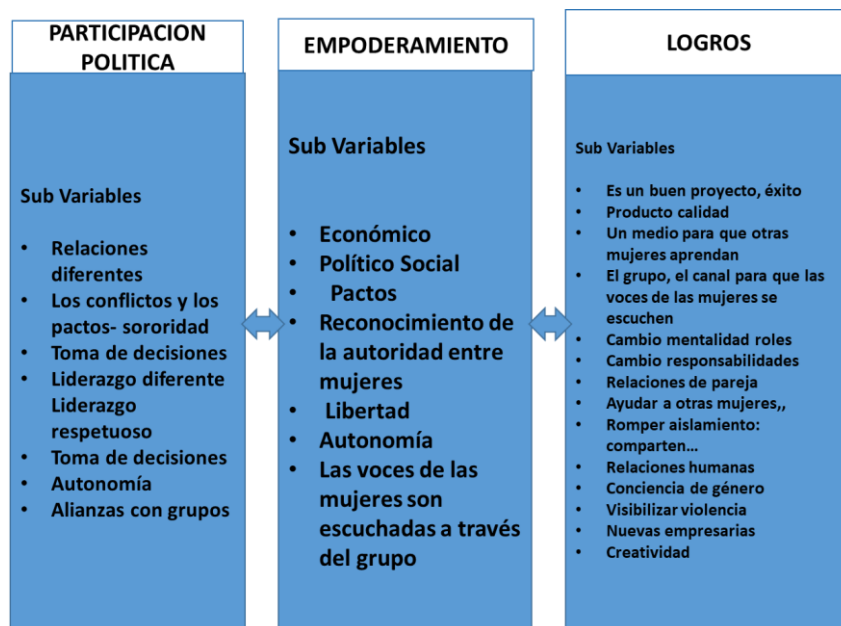 PARTICIPACION
POLITICA
Sub Variables
• Relaciones
diferentes
• Los conflictos y los
pactos- sororidad
• Toma de decisiones
• Liderazgo diferente
Liderazgo
respetuoso
• Toma de decisiones
• Autonomía
• Alianzas con grupos
EMPODERAMIENTO
Sub Variables
• Económico
• Político Social
• Pactos
• Reconocimiento de
la autoridad entre
mujeres
• Libertad
• Autonomía
• Las voces de las
mujeres son
escuchadas a través
del grupo
LOGROS
Sub Variables
• Es un buen proyecto, éxito
• Producto calidad
• Un medio para que otras
mujeres aprendan
• El grupo, el canal para que las
voces de las mujeres se
escuchen
• Cambio mentalidad roles
• Cambio responsabilidades
• Relaciones de pareja
• Ayudar a otras mujeres,,
• Romper aislamiento:
comparten...
• Relaciones humanas
• Conciencia de género
• Visibilizar violencia
• Nuevas empresarias
• Creatividad